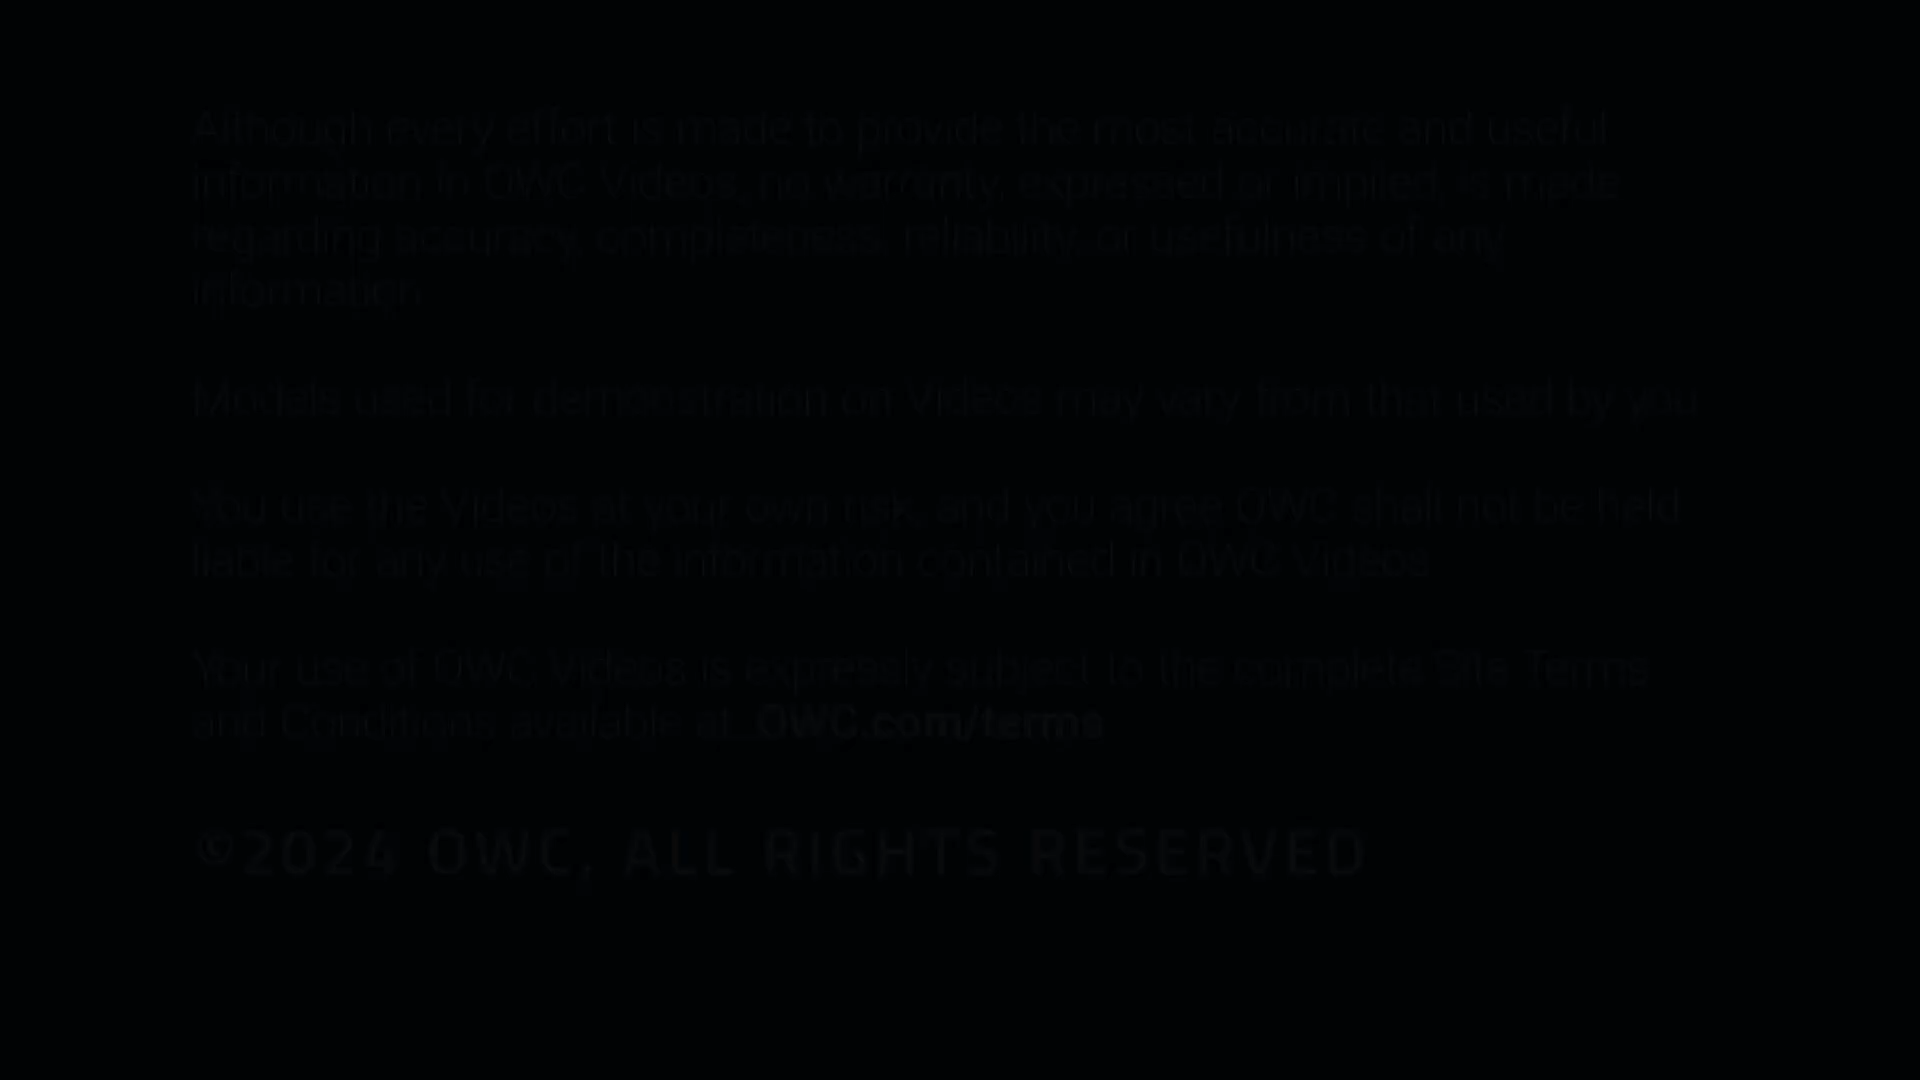 Although every effort is made to provide the most accurate and useful
information in OWC Videos, no warranty, expressed or implied, is made
regarding accuracy, completeness, reliability, or usefulness of any
information.
Models used for demonstration on Videos may vary from that used by you.
You use the Videos at your own risk, and you agree OWC shall not be held
liable for any use of the information contained in OWC Videos.
Your use of OWC Videos is expressly subject to the complete Site Terms
and Conditions available at OWC.com/terms
©2024 OWC, ALL RIGHTS RESERVED